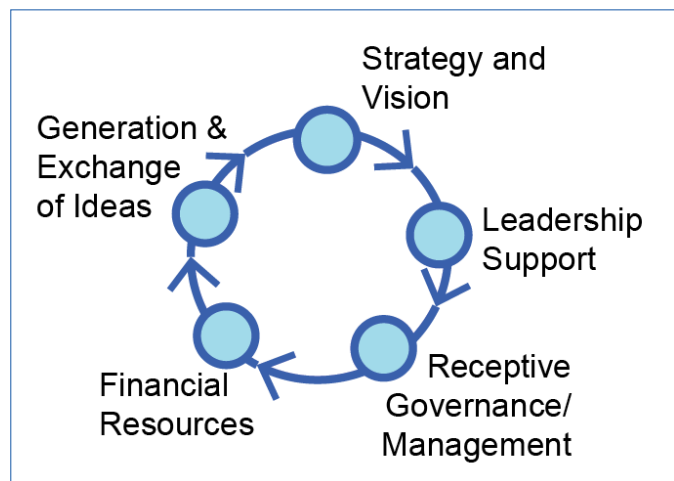 Strategy and
Vision
Leadership
Support
Receptive
Governance/
Management
Financial
Resources
Generation &
Exchange
of Ideas